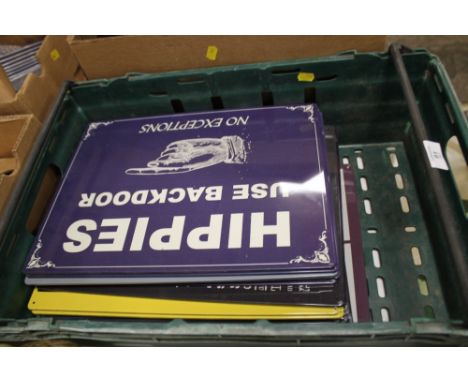 HIPPIES
USE BACKDOOR
NO EXCEPTIONS